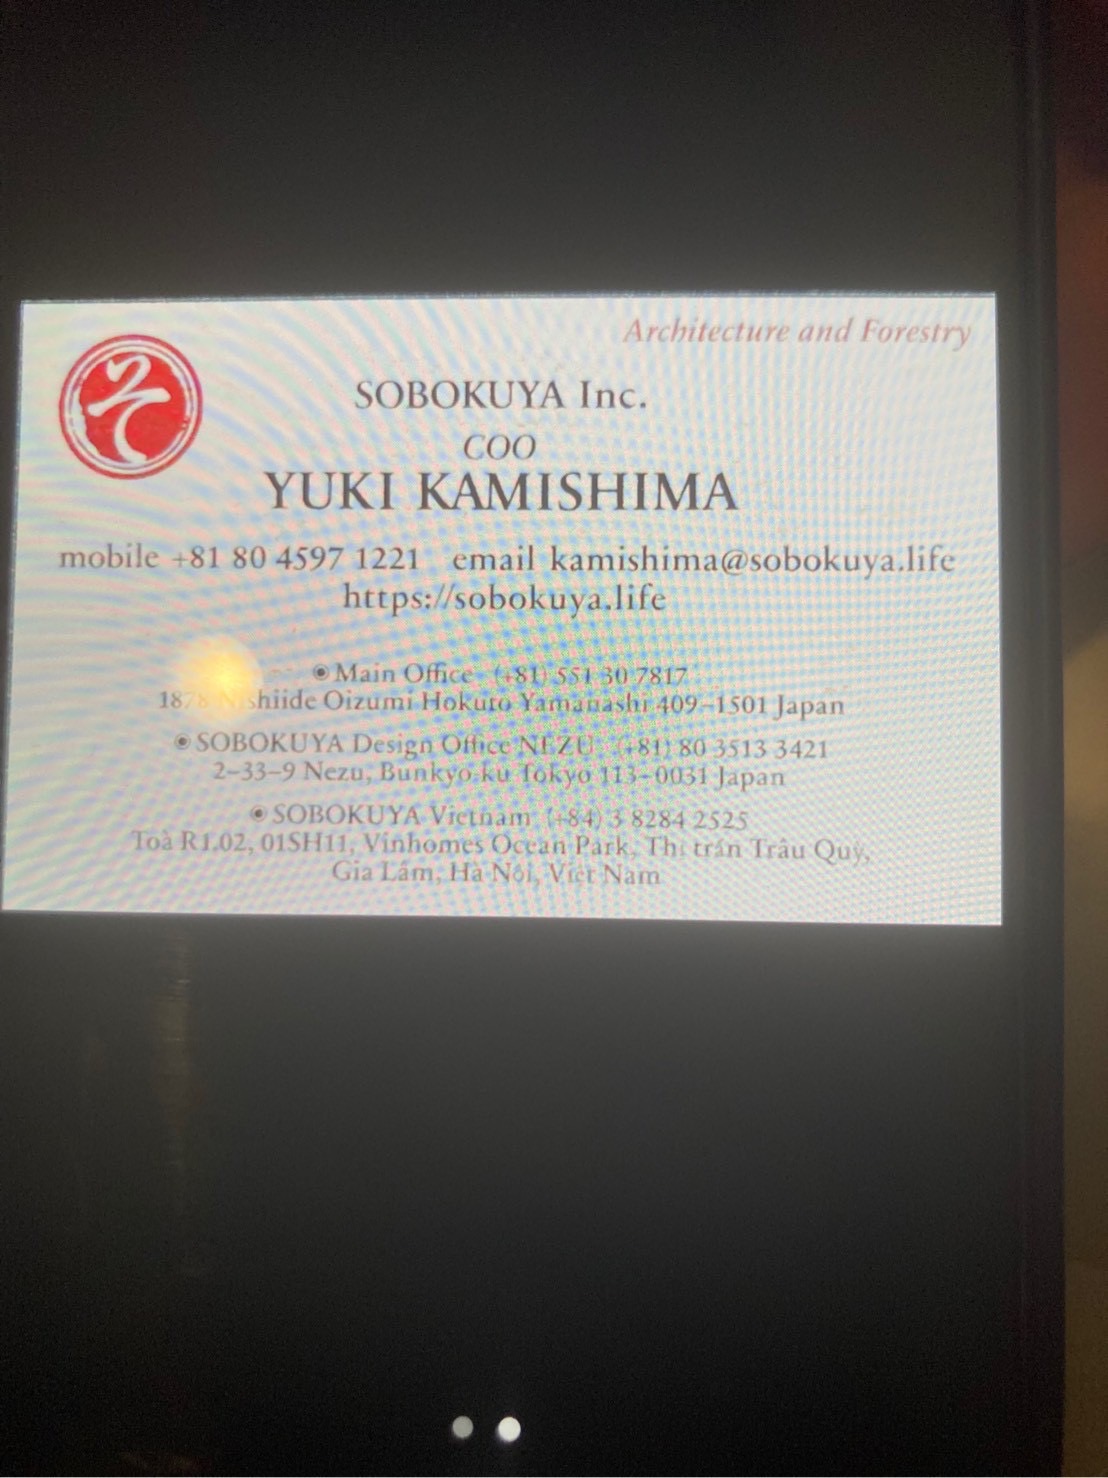 Architecture and Forestry
SOBOKUYA Inc.
COO
YUKI KAMISHIMA
mobile +81 80 4597 1221 email kamishima@sobokuya.life
https://sobokuya.life
◉Main Office (+81) 551 30 7817
Oizumi Hokuto Yamanashi 409-1501 Japan
◉SOBOKUYA Design Office NEZU (+81) 80 3513 3421
2-33-9 Nezu, Bunkyo-ku Tokyo 113-0031 Japan
◉SOBOKUYA Vietnam (+84) 3 8284 2525
Toà R1.02, 01SH11, Vinhomes Ocean Park, Thị trấn Trâu Quỳ,
Gia Lâm, Hà Nội, Việt Nam